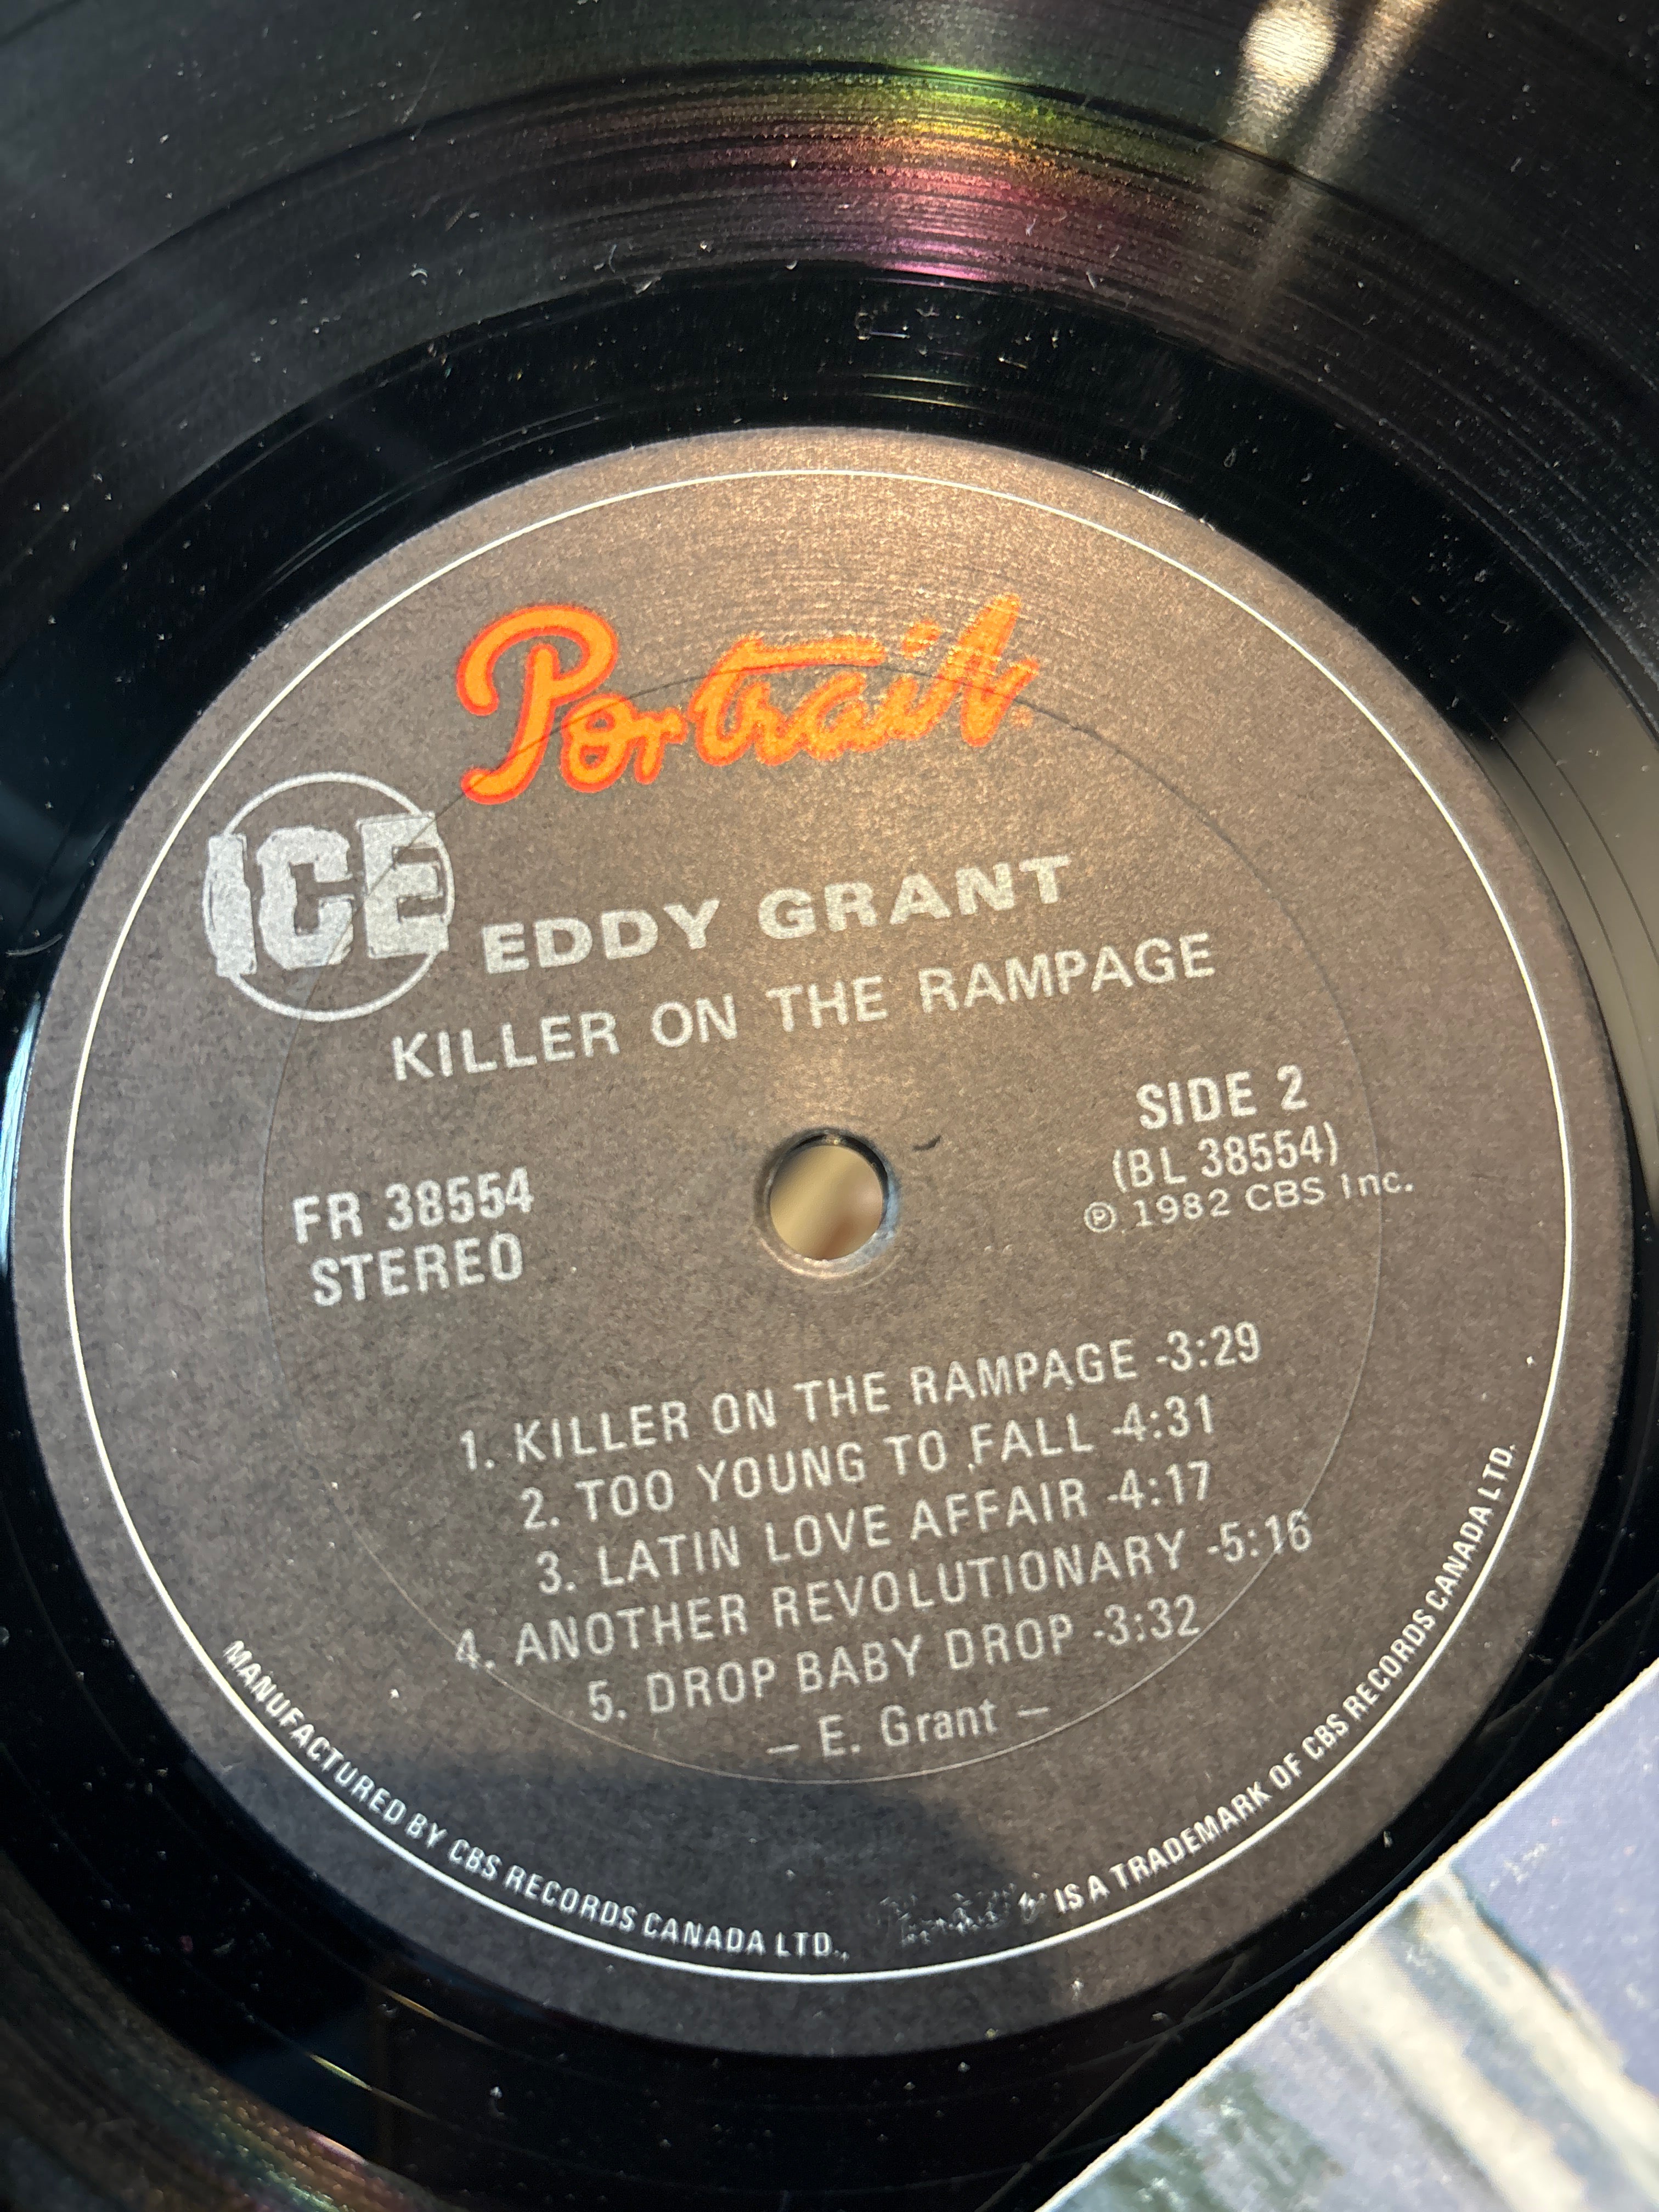 Portrait
ICE
EDDY GRANT
KILLER ON THE RAMPAGE
SIDE 2
(BL 38554)
℗ 1982 CBS Inc.
FR 38554
STEREO
1. KILLER ON THE RAMPAGE -3:29
2. TOO YOUNG TO FALL -4:31
3. LATIN LOVE AFFAIR -4:17
4. ANOTHER REVOLUTIONARY -5:16
5. DROP BABY DROP -3:32
— E. Grant —
MANUFACTURED BY CBS RECORDS CANADA LTD., IS A TRADEMARK OF CBS RECORDS CANADA LTD.